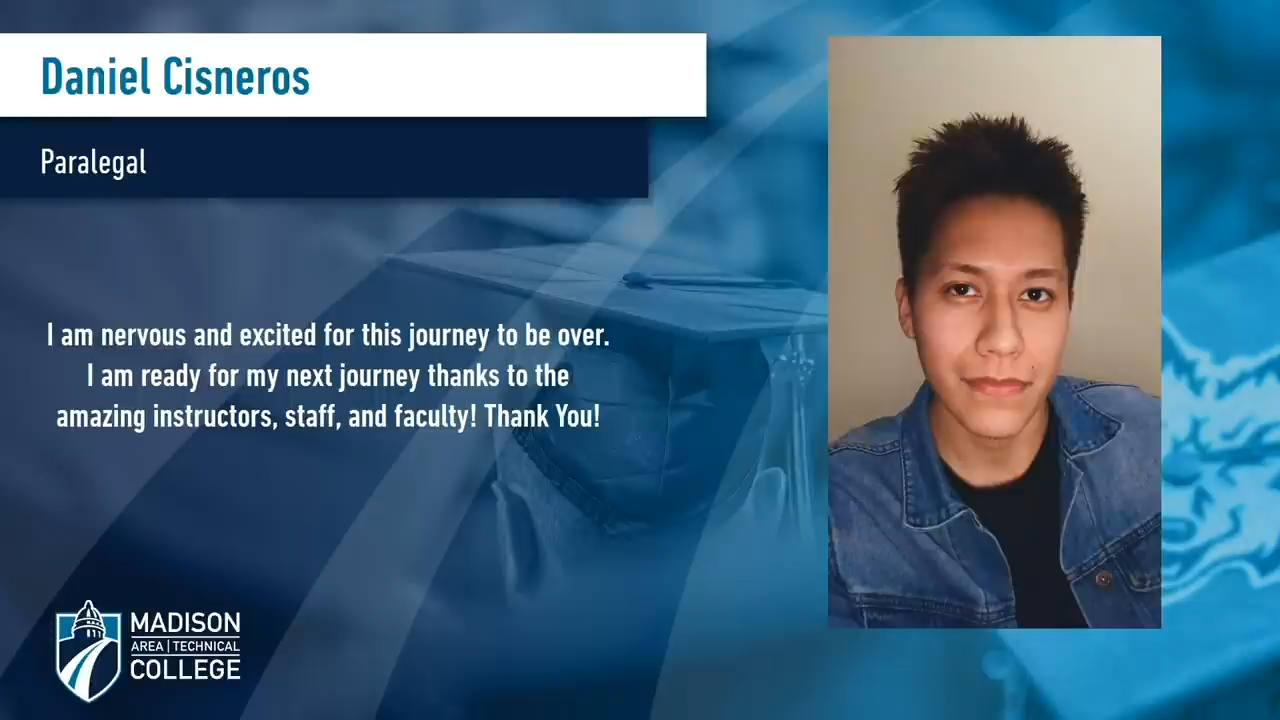 Daniel Cisneros
Paralegal
I am nervous and excited for this journey to be over.
I am ready for my next journey thanks to the
amazing instructors, staff, and faculty! Thank You!
MADISON
AREA | TECHNICAL
COLLEGE